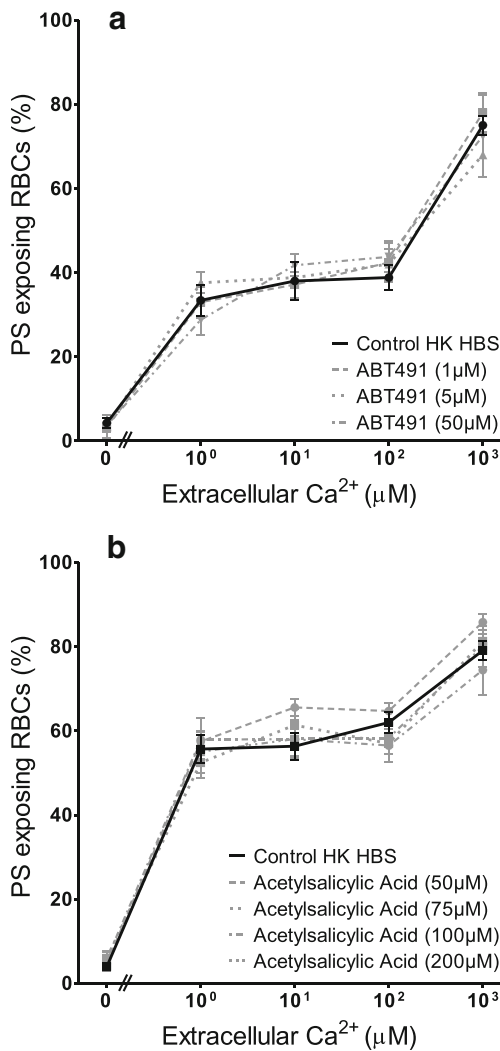 a
100
80
60
40
20
0
PS exposing RBCs (%)
Control HK HBS
ABT491 (1µM)
ABT491 (5µM)
ABT491 (50µM)
0 10⁰ 10¹ 10² 10³
Extracellular Ca²⁺ (µM)
b
100
80
60
40
20
0
PS exposing RBCs (%)
Control HK HBS
Acetylsalicylic Acid (50µM)
Acetylsalicylic Acid (75µM)
Acetylsalicylic Acid (100µM)
Acetylsalicylic Acid (200µM)
0 10⁰ 10¹ 10² 10³
Extracellular Ca²⁺ (µM)